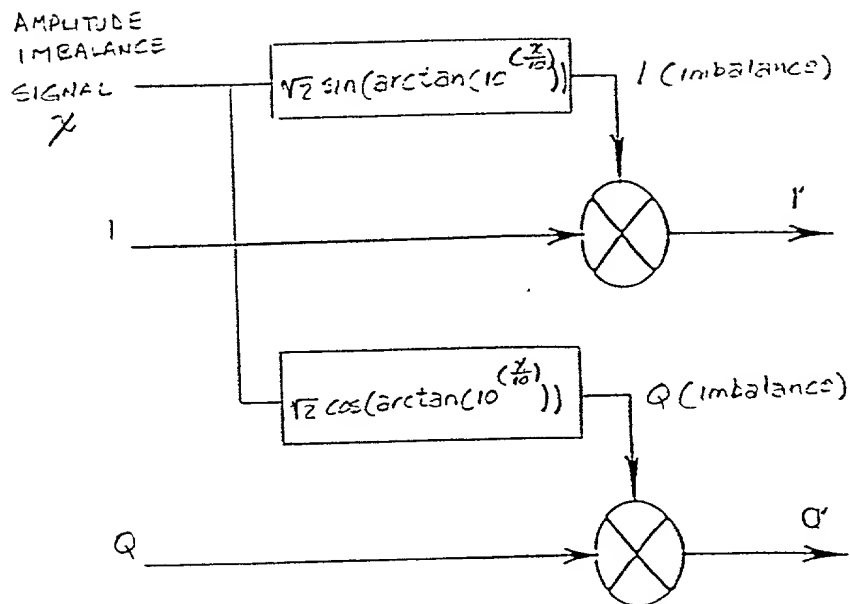 AMPLITUDE
IMBALANCE
SIGNAL
χ
√2 sin(arctan(10^(χ/10)))
I (imbalance)
I
I'
√2 cos(arctan(10^(χ/10)))
Q (imbalance)
Q
Q'